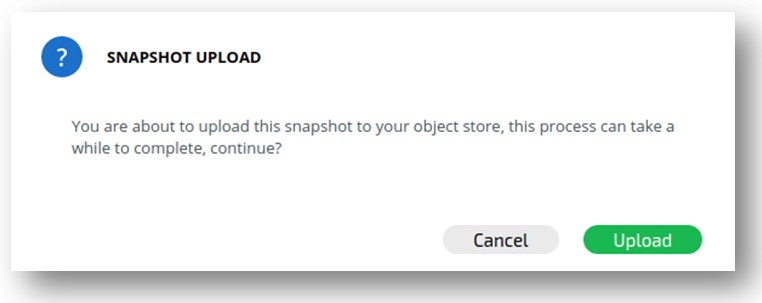 ?
SNAPSHOT UPLOAD
You are about to upload this snapshot to your object store, this process can take a
while to complete, continue?
Cancel
Upload